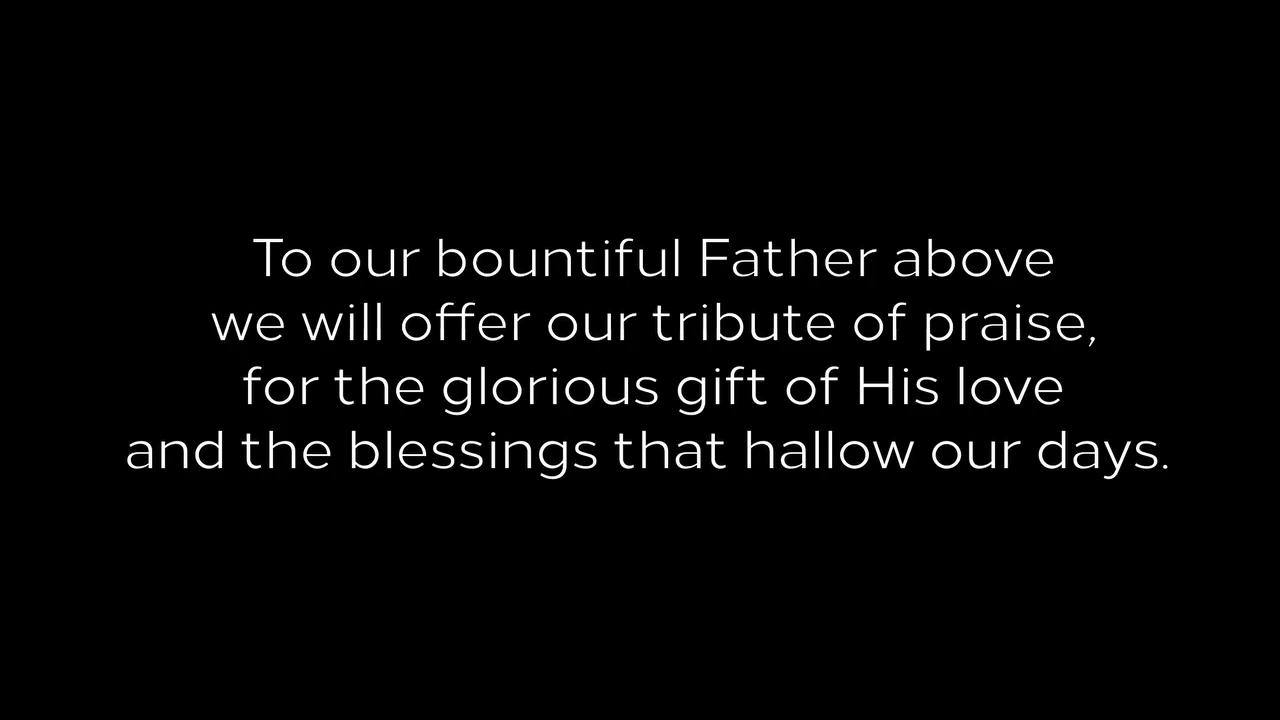 To our bountiful Father above
we will offer our tribute of praise,
for the glorious gift of His love
and the blessings that hallow our days.